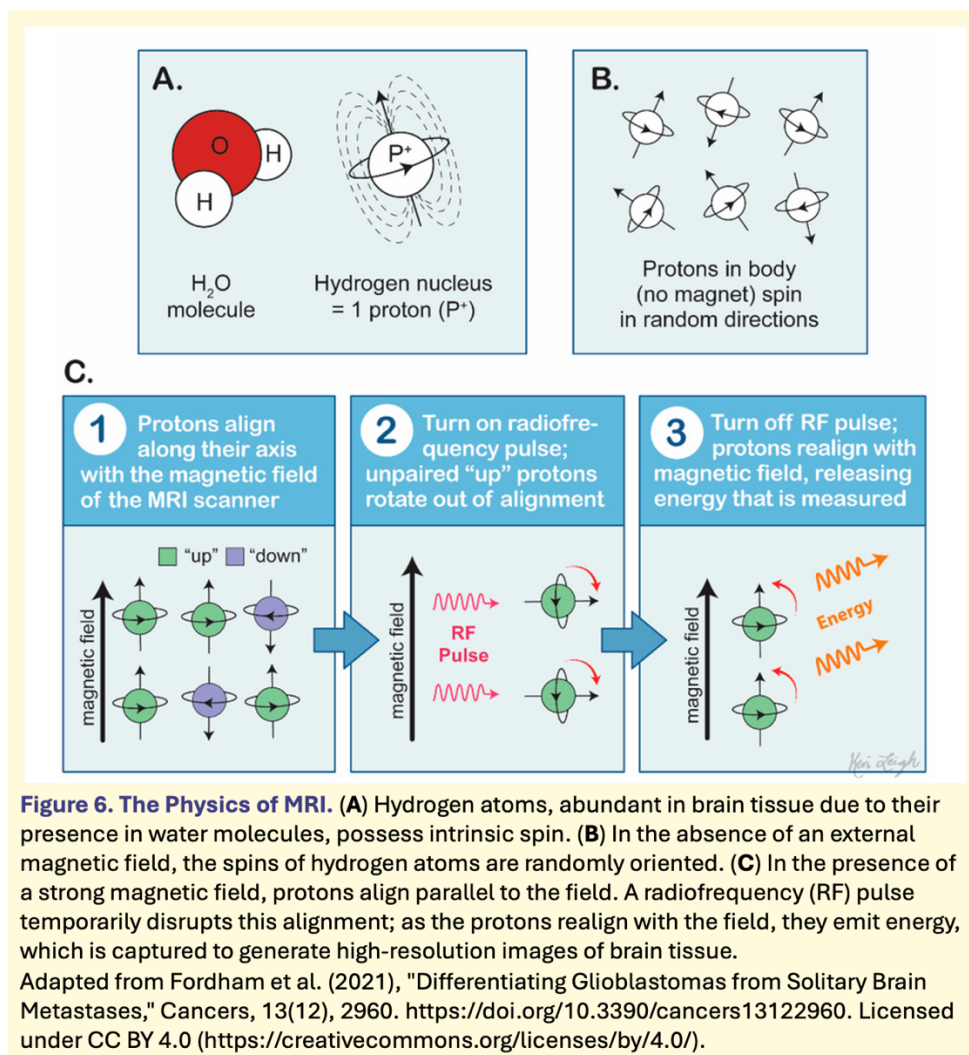 A.
O
H
H
H₂O
molecule
P⁺
Hydrogen nucleus
= 1 proton (P⁺)
B.
Protons in body
(no magnet) spin
in random directions
C.
1
Protons align
along their axis
with the magnetic field
of the MRI scanner
"up" "down"
magnetic field
2
Turn on radiofre-
quency pulse;
unpaired "up" protons
rotate out of alignment
magnetic field
RF
Pulse
3
Turn off RF pulse;
protons realign with
magnetic field, releasing
energy that is measured
magnetic field
Energy
Keri Leigh
Figure 6. The Physics of MRI. (A) Hydrogen atoms, abundant in brain tissue due to their
presence in water molecules, possess intrinsic spin. (B) In the absence of an external
magnetic field, the spins of hydrogen atoms are randomly oriented. (C) In the presence of
a strong magnetic field, protons align parallel to the field. A radiofrequency (RF) pulse
temporarily disrupts this alignment; as the protons realign with the field, they emit energy,
which is captured to generate high-resolution images of brain tissue.
Adapted from Fordham et al. (2021), "Differentiating Glioblastomas from Solitary Brain
Metastases," Cancers, 13(12), 2960. https://doi.org/10.3390/cancers13122960. Licensed
under CC BY 4.0 (https://creativecommons.org/licenses/by/4.0/).